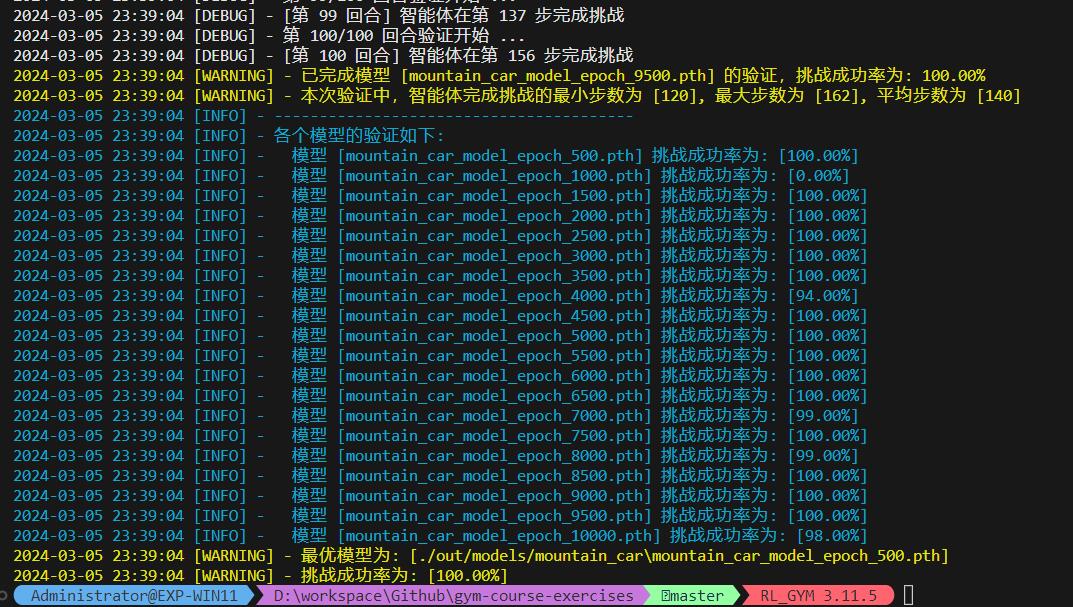 2024-03-05 23:39:04 [DEBUG] - [第 99 回合] 智能体在第 137 步完成挑战
2024-03-05 23:39:04 [DEBUG] - 第 100/100 回合验证开始 ...
2024-03-05 23:39:04 [DEBUG] - [第 100 回合] 智能体在第 156 步完成挑战
2024-03-05 23:39:04 [WARNING] - 已完成模型 [mountain_car_model_epoch_9500.pth] 的验证, 挑战成功率为: 100.00%
2024-03-05 23:39:04 [WARNING] - 本次验证中, 智能体完成挑战的最小步数为 [120], 最大步数为 [162], 平均步数为 [140]
2024-03-05 23:39:04 [INFO] - ----------------------------------------
2024-03-05 23:39:04 [INFO] - 各个模型的验证如下:
2024-03-05 23:39:04 [INFO] -   模型 [mountain_car_model_epoch_500.pth] 挑战成功率为: [100.00%]
2024-03-05 23:39:04 [INFO] -   模型 [mountain_car_model_epoch_1000.pth] 挑战成功率为: [0.00%]
2024-03-05 23:39:04 [INFO] -   模型 [mountain_car_model_epoch_1500.pth] 挑战成功率为: [100.00%]
2024-03-05 23:39:04 [INFO] -   模型 [mountain_car_model_epoch_2000.pth] 挑战成功率为: [100.00%]
2024-03-05 23:39:04 [INFO] -   模型 [mountain_car_model_epoch_2500.pth] 挑战成功率为: [100.00%]
2024-03-05 23:39:04 [INFO] -   模型 [mountain_car_model_epoch_3000.pth] 挑战成功率为: [100.00%]
2024-03-05 23:39:04 [INFO] -   模型 [mountain_car_model_epoch_3500.pth] 挑战成功率为: [100.00%]
2024-03-05 23:39:04 [INFO] -   模型 [mountain_car_model_epoch_4000.pth] 挑战成功率为: [94.00%]
2024-03-05 23:39:04 [INFO] -   模型 [mountain_car_model_epoch_4500.pth] 挑战成功率为: [100.00%]
2024-03-05 23:39:04 [INFO] -   模型 [mountain_car_model_epoch_5000.pth] 挑战成功率为: [100.00%]
2024-03-05 23:39:04 [INFO] -   模型 [mountain_car_model_epoch_5500.pth] 挑战成功率为: [100.00%]
2024-03-05 23:39:04 [INFO] -   模型 [mountain_car_model_epoch_6000.pth] 挑战成功率为: [100.00%]
2024-03-05 23:39:04 [INFO] -   模型 [mountain_car_model_epoch_6500.pth] 挑战成功率为: [100.00%]
2024-03-05 23:39:04 [INFO] -   模型 [mountain_car_model_epoch_7000.pth] 挑战成功率为: [99.00%]
2024-03-05 23:39:04 [INFO] -   模型 [mountain_car_model_epoch_7500.pth] 挑战成功率为: [100.00%]
2024-03-05 23:39:04 [INFO] -   模型 [mountain_car_model_epoch_8000.pth] 挑战成功率为: [99.00%]
2024-03-05 23:39:04 [INFO] -   模型 [mountain_car_model_epoch_8500.pth] 挑战成功率为: [100.00%]
2024-03-05 23:39:04 [INFO] -   模型 [mountain_car_model_epoch_9000.pth] 挑战成功率为: [100.00%]
2024-03-05 23:39:04 [INFO] -   模型 [mountain_car_model_epoch_9500.pth] 挑战成功率为: [100.00%]
2024-03-05 23:39:04 [INFO] -   模型 [mountain_car_model_epoch_10000.pth] 挑战成功率为: [98.00%]
2024-03-05 23:39:04 [WARNING] - 最优模型为: [./out/models/mountain_car\mountain_car_model_epoch_500.pth]
2024-03-05 23:39:04 [WARNING] - 挑战成功率为: [100.00%]
Administrator@EXP-WIN11 D:\workspace\Github\gym-course-exercises master RL_GYM 3.11.5